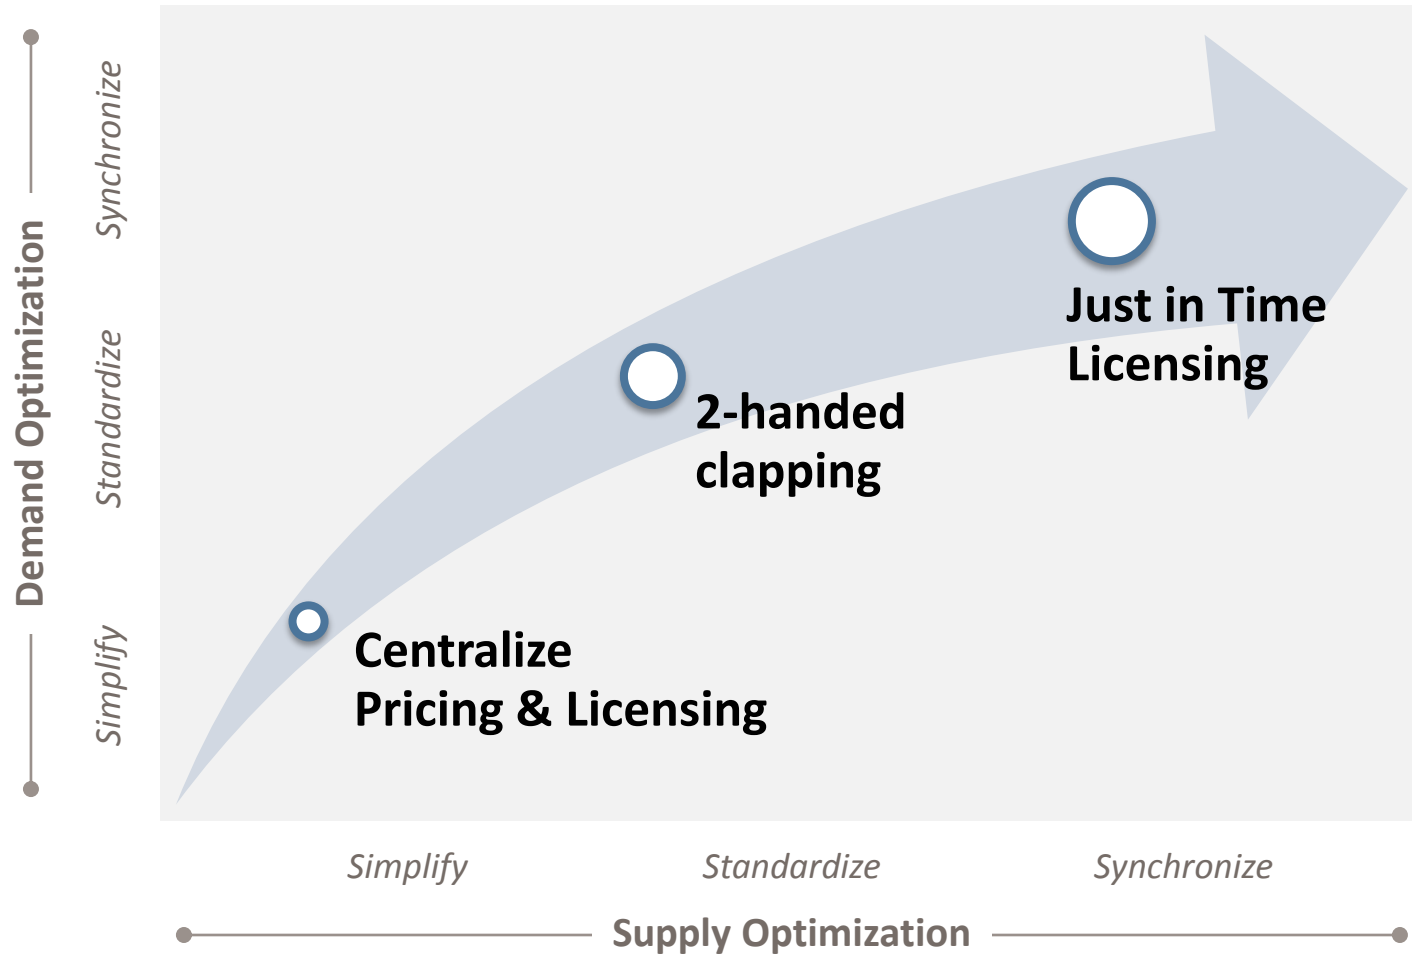 Demand Optimization
Synchronize
Standardize
Simplify
Just in Time
Licensing
2-handed
clapping
Centralize
Pricing & Licensing
Simplify
Standardize
Synchronize
Supply Optimization